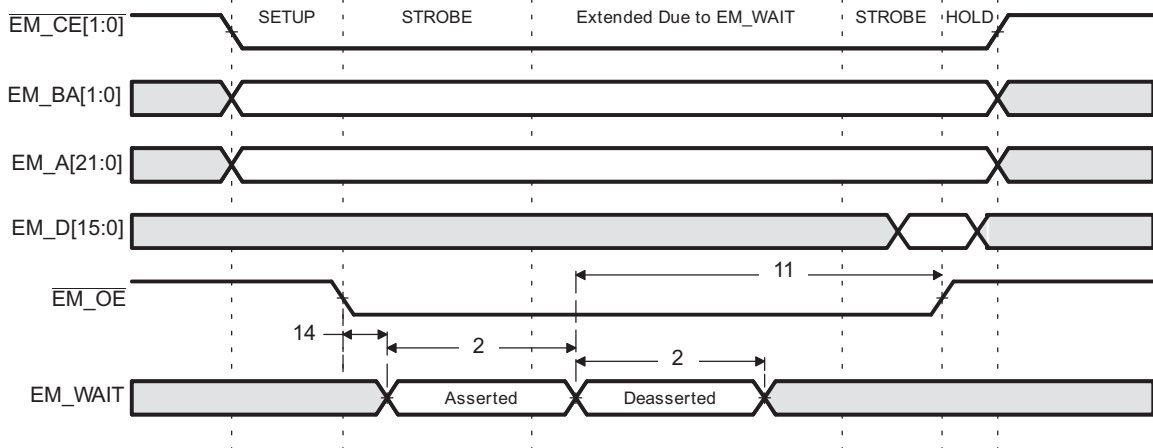 EM_CE[1:0] SETUP STROBE Extended Due to EM_WAIT STROBE HOLD
EM_BA[1:0]
EM_A[21:0]
EM_D[15:0]
11
EM_OE
14 2 2
EM_WAIT Asserted Deasserted